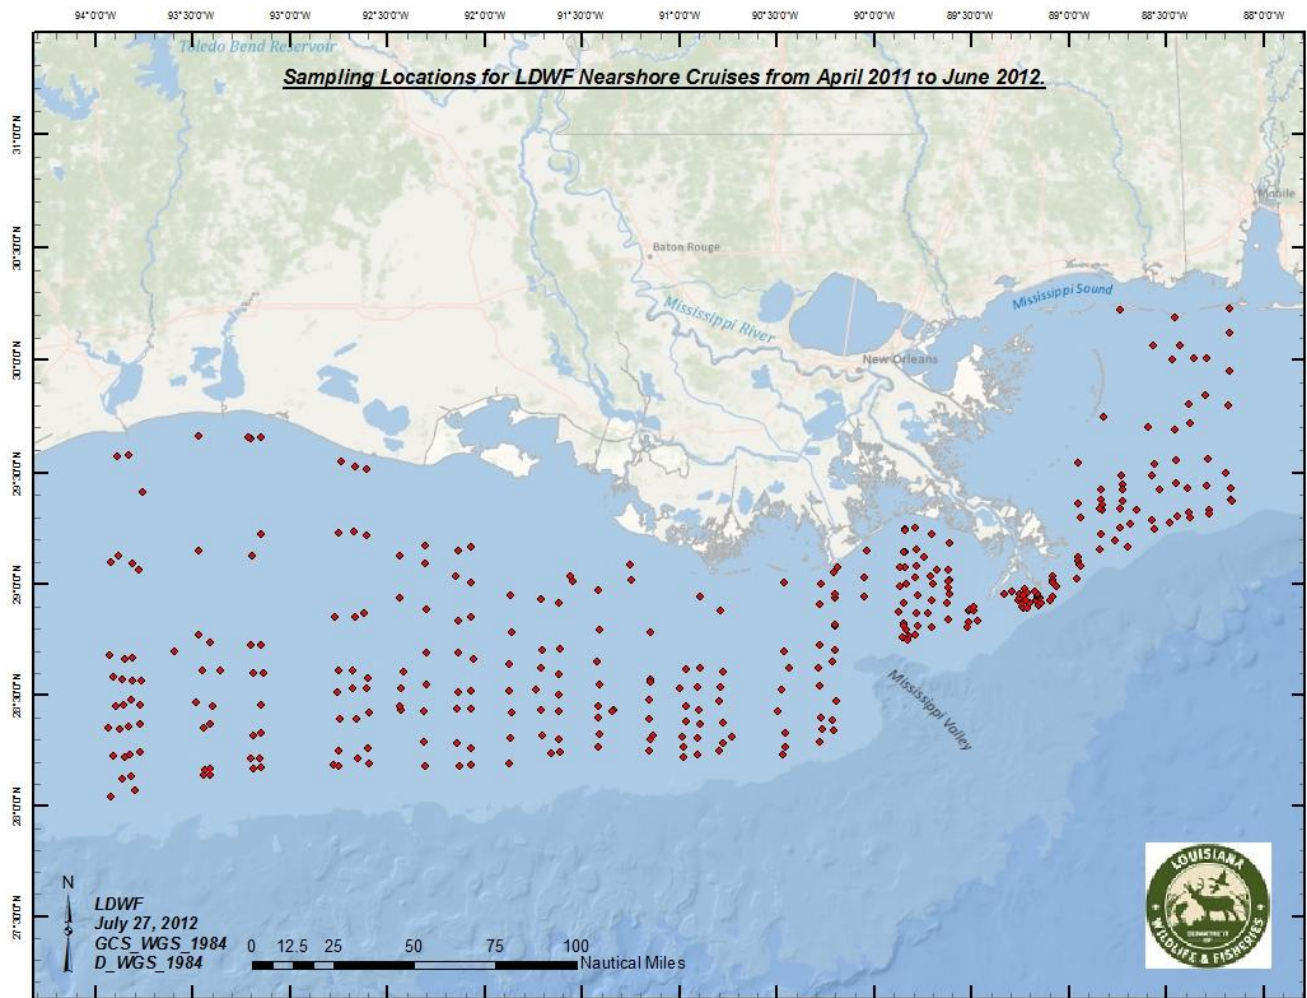 94°0'0"W 93°30'0"W 93°0'0"W 92°30'0"W 92°0'0"W 91°30'0"W 91°0'0"W 90°30'0"W 90°0'0"W 89°30'0"W 89°0'0"W 88°30'0"W 88°0'0"W
Toledo Bend Reservoir
Sampling Locations for LDWF Nearshore Cruises from April 2011 to June 2012.
31°0'0"N
Mobile
30°30'0"N
Baton Rouge
Mississippi Sound
Mississippi River
30°0'0"N
New Orleans
29°30'0"N
29°0'0"N
28°30'0"N
Mississippi Valley
28°0'0"N
27°30'0"N
N
LDWF
July 27, 2012
GCS_WGS_1984
D_WGS_1984
0 12.5 25 50 75 100
Nautical Miles
LOUISIANA
DEPARTMENT
OF
WILDLIFE & FISHERIES